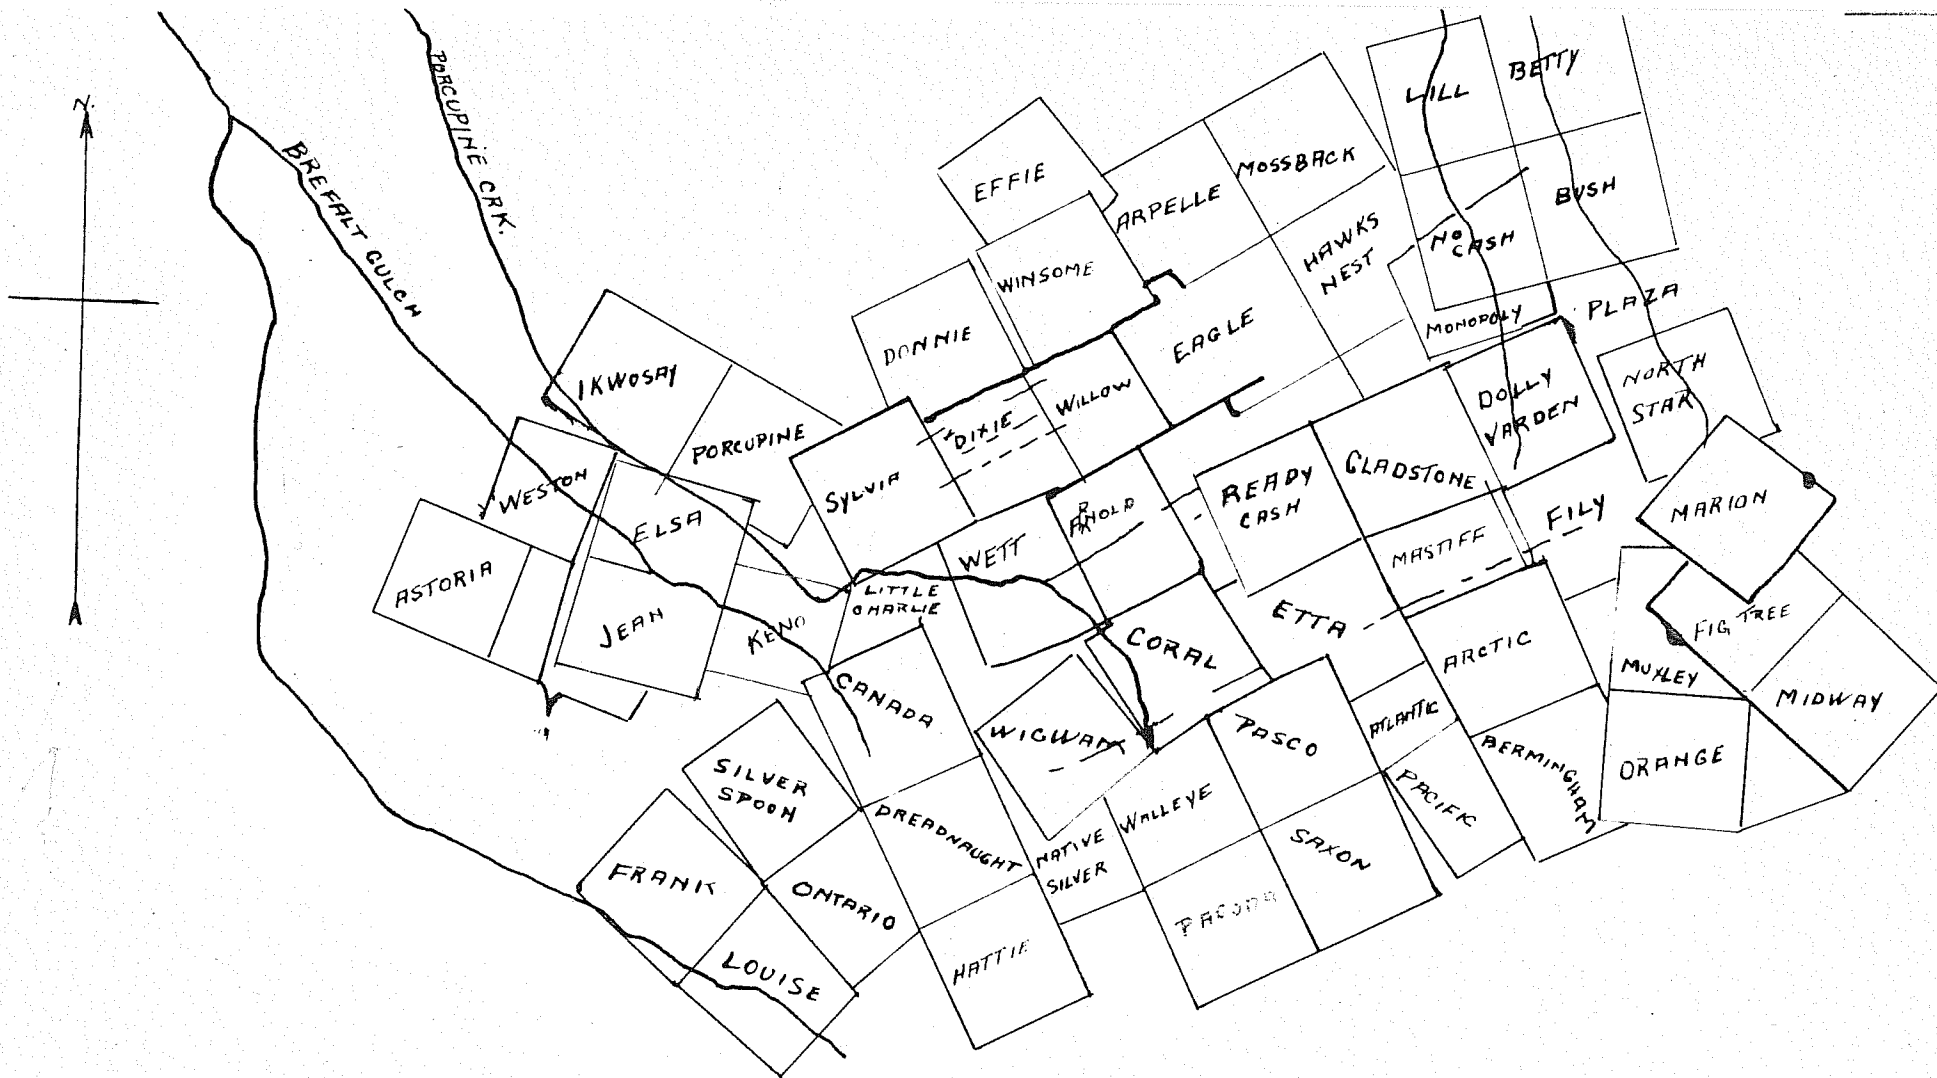 N.
PORCUPINE CRK.
BREFALT GULCH
LILL
BETTY
EFFIE
ARPELLE
MOSSBACK
BUSH
WINSOME
HAWKS
NEST
NO
CASH
DONNIE
EAGLE
MONOPOLY
PLAZA
IKWOSAY
PORCUPINE
DIXIE
WILLOW
DOLLY
VARDEN
NORTH
STAR
WESTON
ELSA
SYLVIA
WETT
ARNOLD
READY
CASH
GLADSTONE
FILY
MARION
ASTORIA
JEAN
KENO
LITTLE
CHARLIE
CORAL
ETTA
MASTIFF
ARCTIC
FIG TREE
MUXLEY
MIDWAY
CANADA
WIGWAM
PASCO
ATLANTIC
BERMINGHAM
ORANGE
SILVER
SPOON
DREADNAUGHT
NATIVE
SILVER
WALLEYE
SAXON
PACIFIC
FRANK
ONTARIO
PAGODA
LOUISE
HATTIE